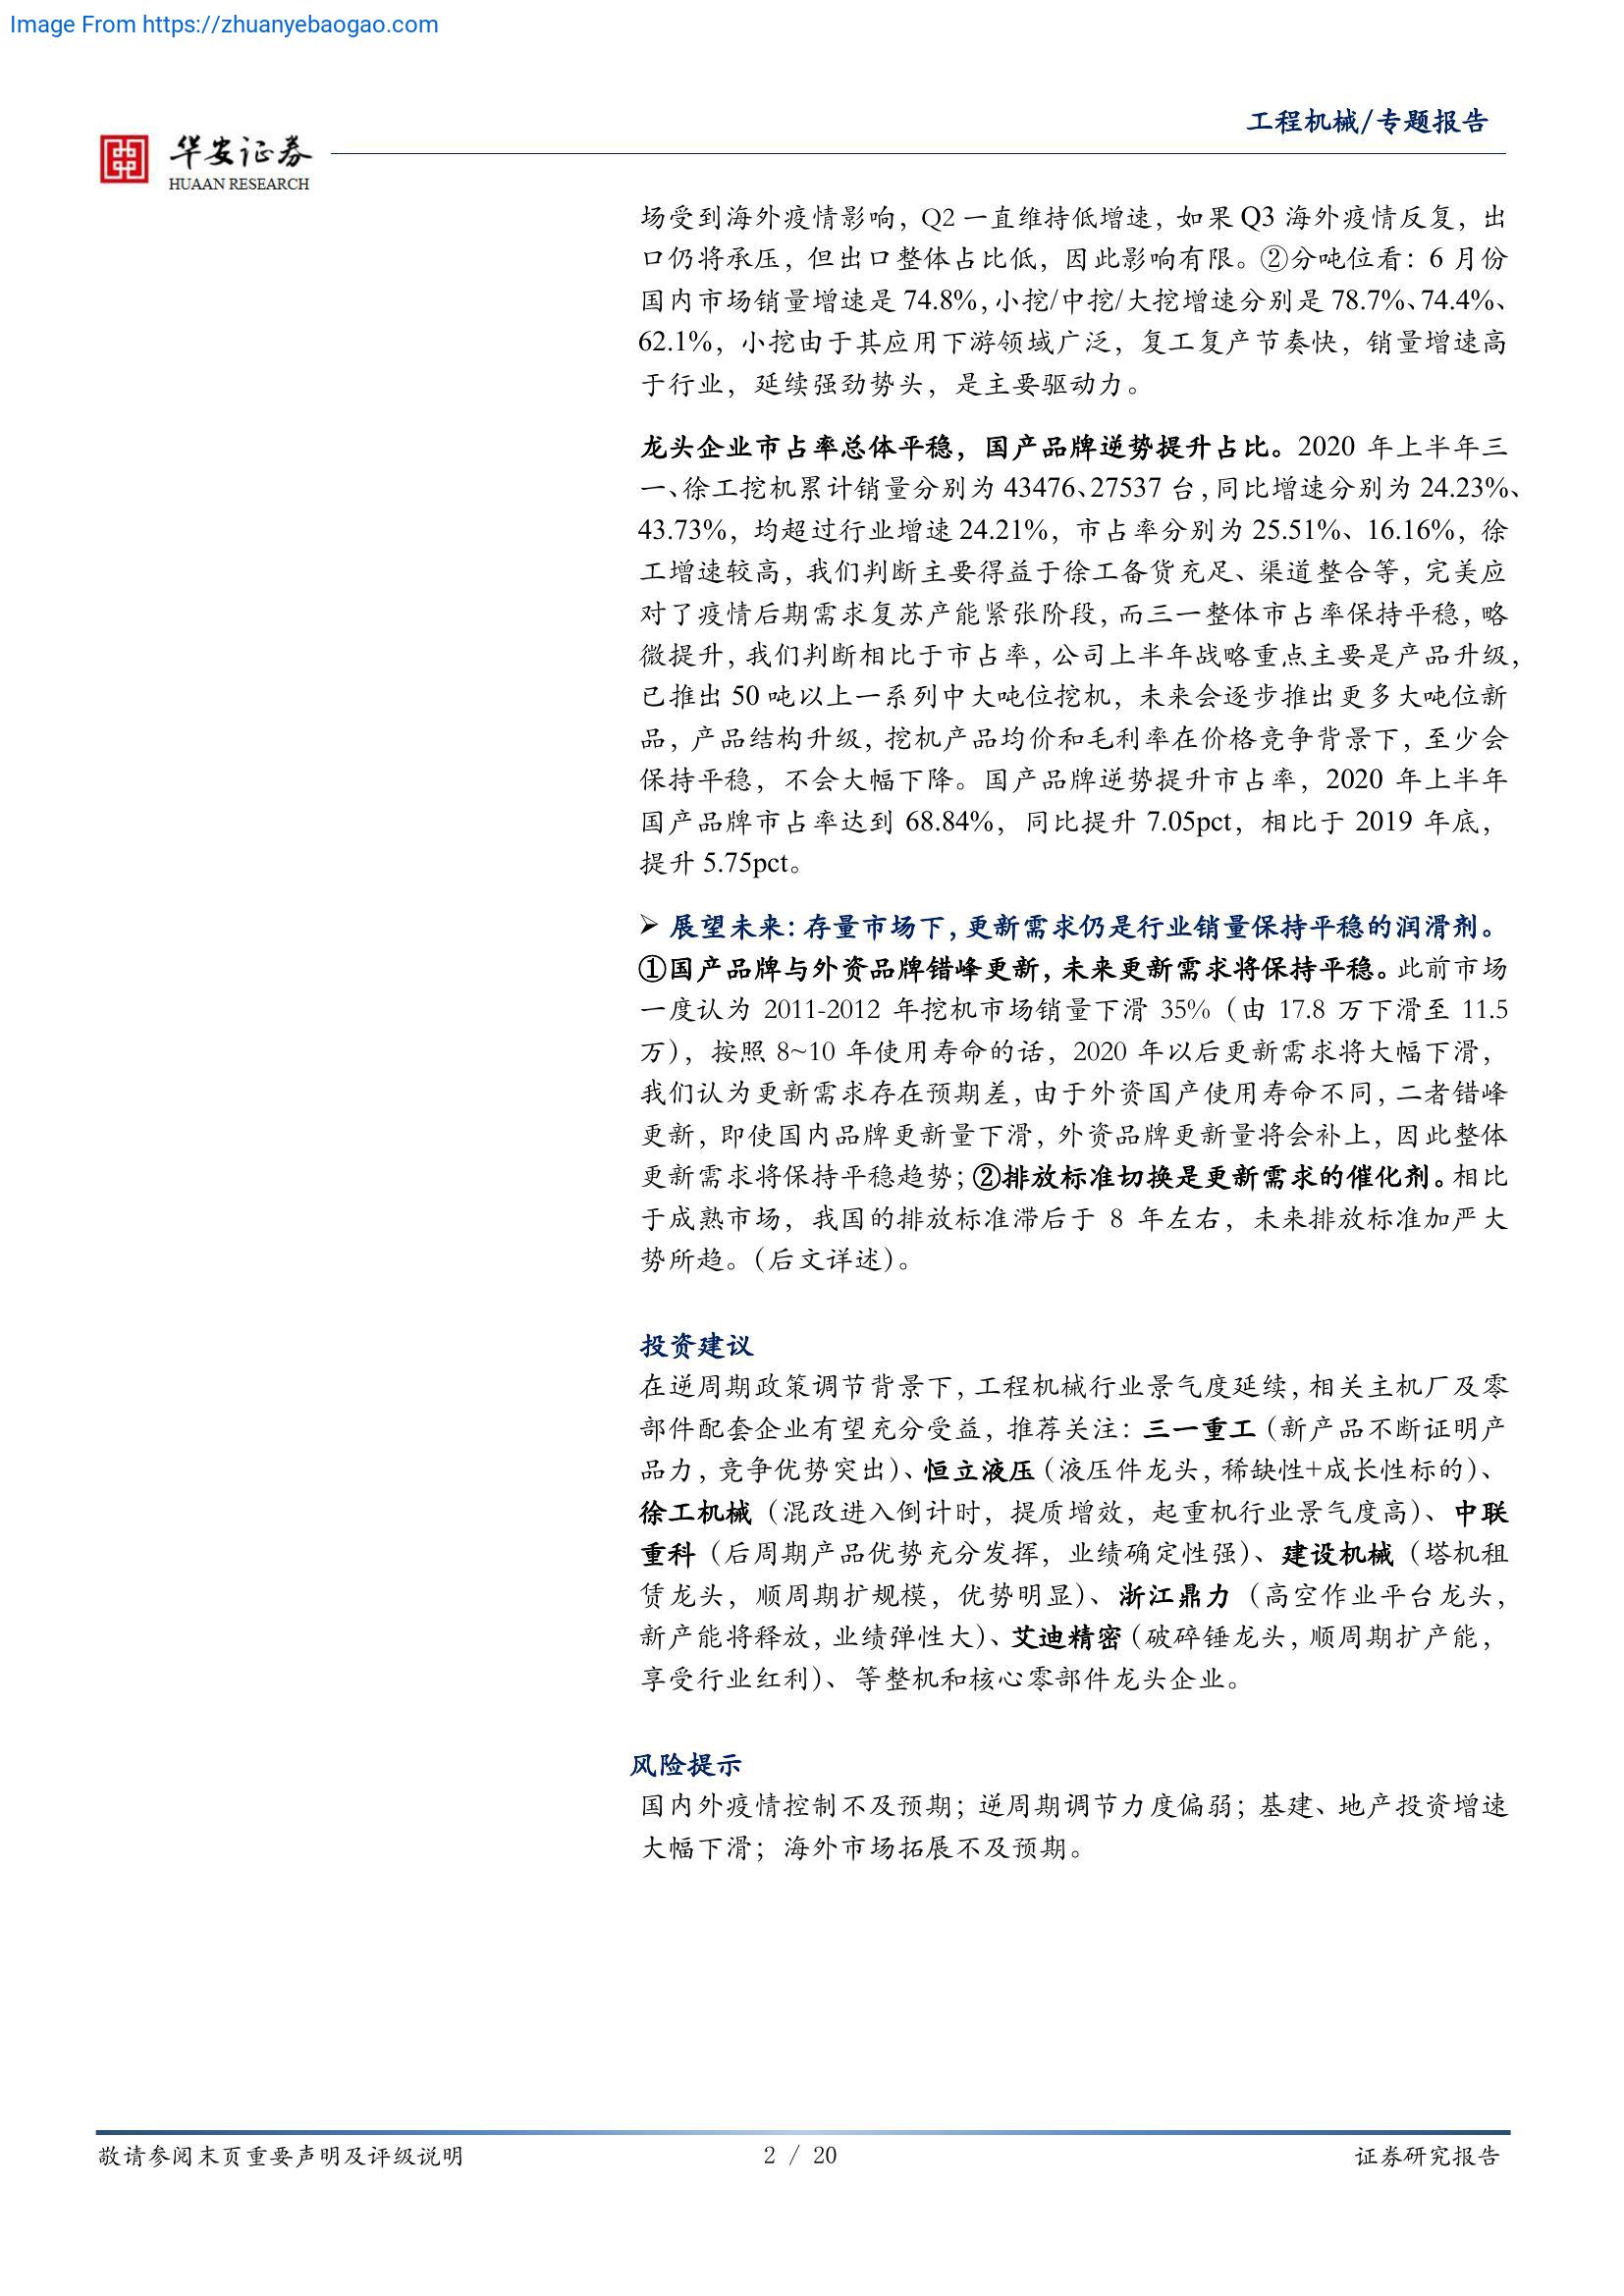 Image From https://zhuanyebaogao.com
工程机械/专题报告
华安证券
HUAAN RESEARCH
场受到海外疫情影响，Q2 一直维持低增速，如果 Q3 海外疫情反复，出
口仍将承压，但出口整体占比低，因此影响有限。②分吨位看：6 月份
国内市场销量增速是 74.8%，小挖/中挖/大挖增速分别是 78.7%、74.4%、
62.1%，小挖由于其应用下游领域广泛，复工复产节奏快，销量增速高
于行业，延续强劲势头，是主要驱动力。
龙头企业市占率总体平稳，国产品牌逆势提升占比。2020 年上半年三
一、徐工挖机累计销量分别为 43476、27537 台，同比增速分别为 24.23%、
43.73%，均超过行业增速 24.21%，市占率分别为 25.51%、16.16%，徐
工增速较高，我们判断主要得益于徐工备货充足、渠道整合等，完美应
对了疫情后期需求复苏产能紧张阶段，而三一整体市占率保持平稳，略
微提升，我们判断相比于市占率，公司上半年战略重点主要是产品升级，
已推出 50 吨以上一系列中大吨位挖机，未来会逐步推出更多大吨位新
品，产品结构升级，挖机产品均价和毛利率在价格竞争背景下，至少会
保持平稳，不会大幅下降。国产品牌逆势提升市占率，2020 年上半年
国产品牌市占率达到 68.84%，同比提升 7.05pct，相比于 2019 年底，
提升 5.75pct。
➢ 展望未来：存量市场下，更新需求仍是行业销量保持平稳的润滑剂。
①国产品牌与外资品牌错峰更新，未来更新需求将保持平稳。此前市场
一度认为 2011-2012 年挖机市场销量下滑 35%（由 17.8 万下滑至 11.5
万），按照 8~10 年使用寿命的话，2020 年以后更新需求将大幅下滑，
我们认为更新需求存在预期差，由于外资国产使用寿命不同，二者错峰
更新，即使国内品牌更新量下滑，外资品牌更新量将会补上，因此整体
更新需求将保持平稳趋势；②排放标准切换是更新需求的催化剂。相比
于成熟市场，我国的排放标准滞后于 8 年左右，未来排放标准加严大
势所趋。（后文详述）。
投资建议
在逆周期政策调节背景下，工程机械行业景气度延续，相关主机厂及零
部件配套企业有望充分受益，推荐关注：三一重工（新产品不断证明产
品力，竞争优势突出）、恒立液压（液压件龙头，稀缺性+成长性标的）、
徐工机械（混改进入倒计时，提质增效，起重机行业景气度高）、中联
重科（后周期产品优势充分发挥，业绩确定性强）、建设机械（塔机租
赁龙头，顺周期扩规模，优势明显）、浙江鼎力（高空作业平台龙头，
新产能将释放，业绩弹性大）、艾迪精密（破碎锤龙头，顺周期扩产能，
享受行业红利）、等整机和核心零部件龙头企业。
风险提示
国内外疫情控制不及预期；逆周期调节力度偏弱；基建、地产投资增速
大幅下滑；海外市场拓展不及预期。
敬请参阅末页重要声明及评级说明
2 / 20
证券研究报告